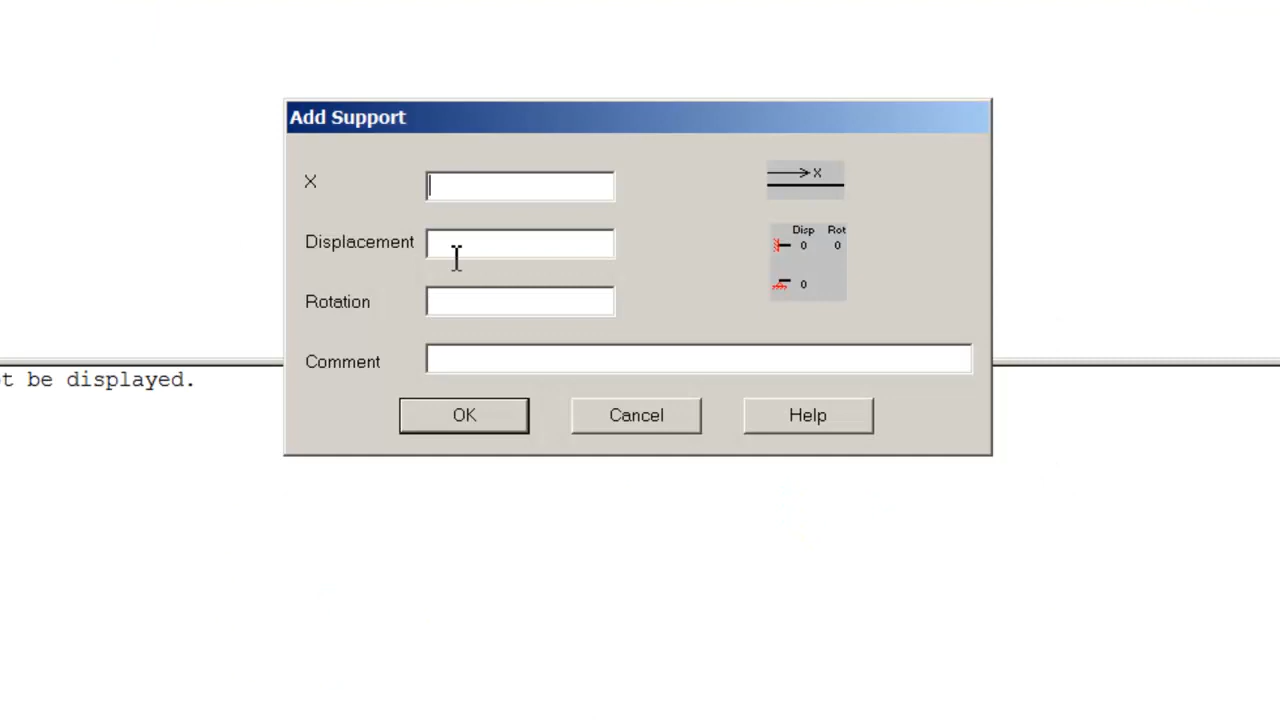 Add Support
X
X
Disp Rot
Displacement
0 0
0
Rotation
Comment
t be displayed.
OK Cancel Help